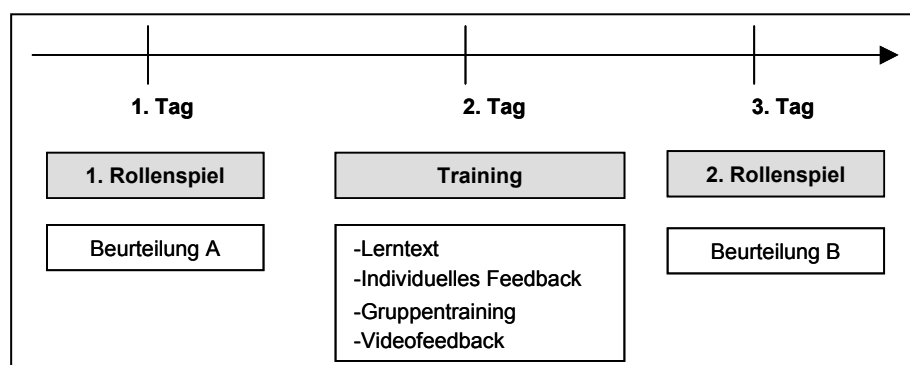 1. Tag 2. Tag 3. Tag
1. Rollenspiel Training 2. Rollenspiel
Beurteilung A
-Lerntext
-Individuelles Feedback
-Gruppentraining
-Videofeedback
Beurteilung B